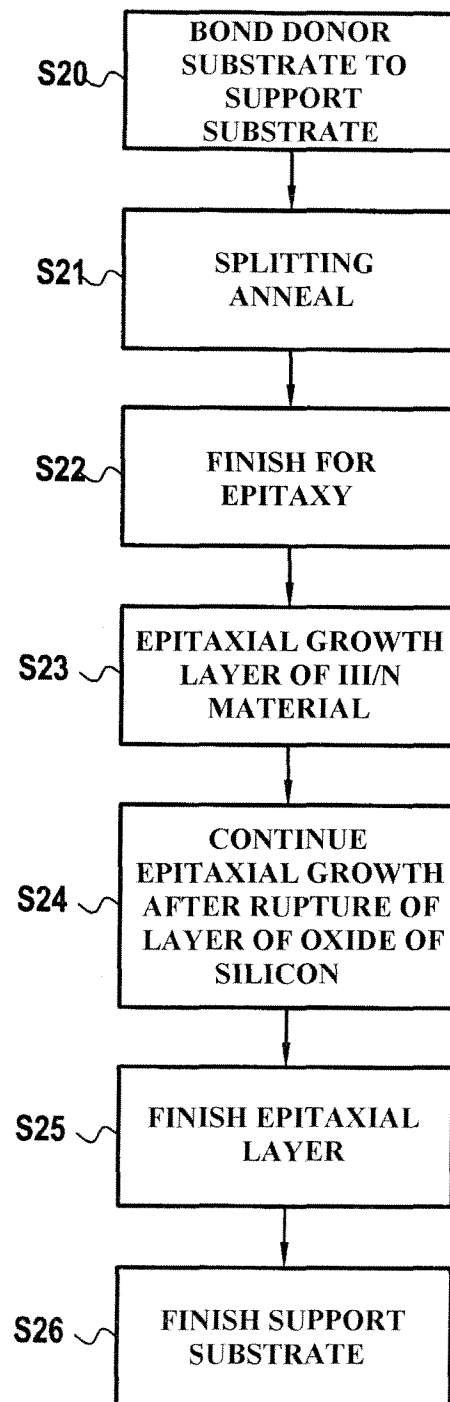 S20
BOND DONOR
SUBSTRATE TO
SUPPORT
SUBSTRATE
S21
SPLITTING
ANNEAL
S22
FINISH FOR
EPITAXY
S23
EPITAXIAL GROWTH
LAYER OF III/N
MATERIAL
S24
CONTINUE
EPITAXIAL GROWTH
AFTER RUPTURE OF
LAYER OF OXIDE OF
SILICON
S25
FINISH EPITAXIAL
LAYER
S26
FINISH SUPPORT
SUBSTRATE